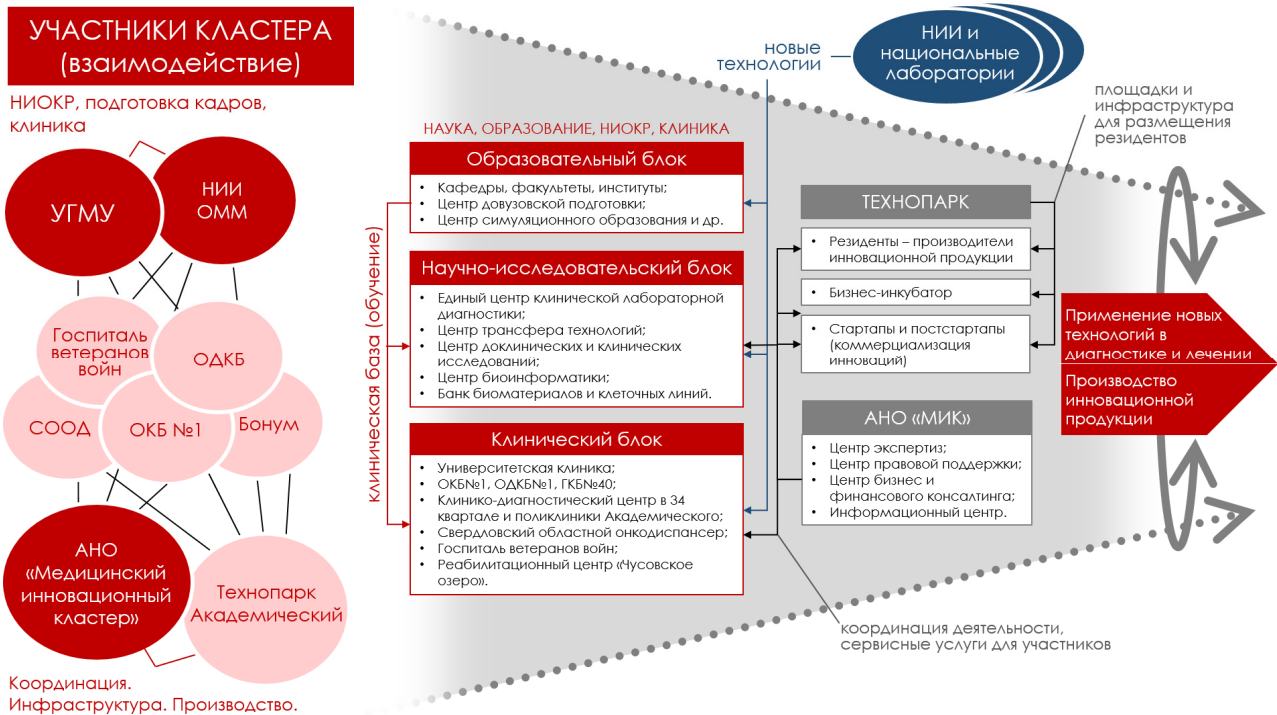 УЧАСТНИКИ КЛАСТЕРА
(взаимодействие)
НИОКР, подготовка кадров,
клиника
УГМУ
НИИ
ОММ
Госпиталь
ветеранов
войн
ОДКБ
СООД
ОКБ №1
Бонум
АНО
«Медицинский
инновационный
кластер»
Технопарк
Академический
Координация.
Инфраструктура. Производство.
клиническая база (обучение)
НАУКА, ОБРАЗОВАНИЕ, НИОКР, КЛИНИКА
Образовательный блок
• Кафедры, факультеты, институты;
• Центр довузовской подготовки;
• Центр симуляционного образования и др.
Научно-исследовательский блок
• Единый центр клинической лабораторной
диагностики;
• Центр трансфера технологий;
• Центр доклинических и клинических
исследований;
• Центр биоинформатики;
• Банк биоматериалов и клеточных линий.
Клинический блок
• Университетская клиника;
• ОКБ№1, ОДКБ№1, ГКБ№40;
• Клинико-диагностический центр в 34
квартале и поликлиники Академического;
• Свердловский областной онкодиспансер;
• Госпиталь ветеранов войн;
• Реабилитационный центр «Чусовское
озеро».
новые
технологии
НИИ и
национальные
лаборатории
площадки и
инфраструктура
для размещения
резидентов
ТЕХНОПАРК
• Резиденты – производители
инновационной продукции
• Бизнес-инкубатор
• Стартапы и постстартапы
(коммерциализация
инноваций)
АНО «МИК»
• Центр экспертиз;
• Центр правовой поддержки;
• Центр бизнес и
финансового консалтинга;
• Информационный центр.
координация деятельности,
сервисные услуги для участников
Применение новых
технологий в
диагностике и лечении
Производство
инновационной
продукции